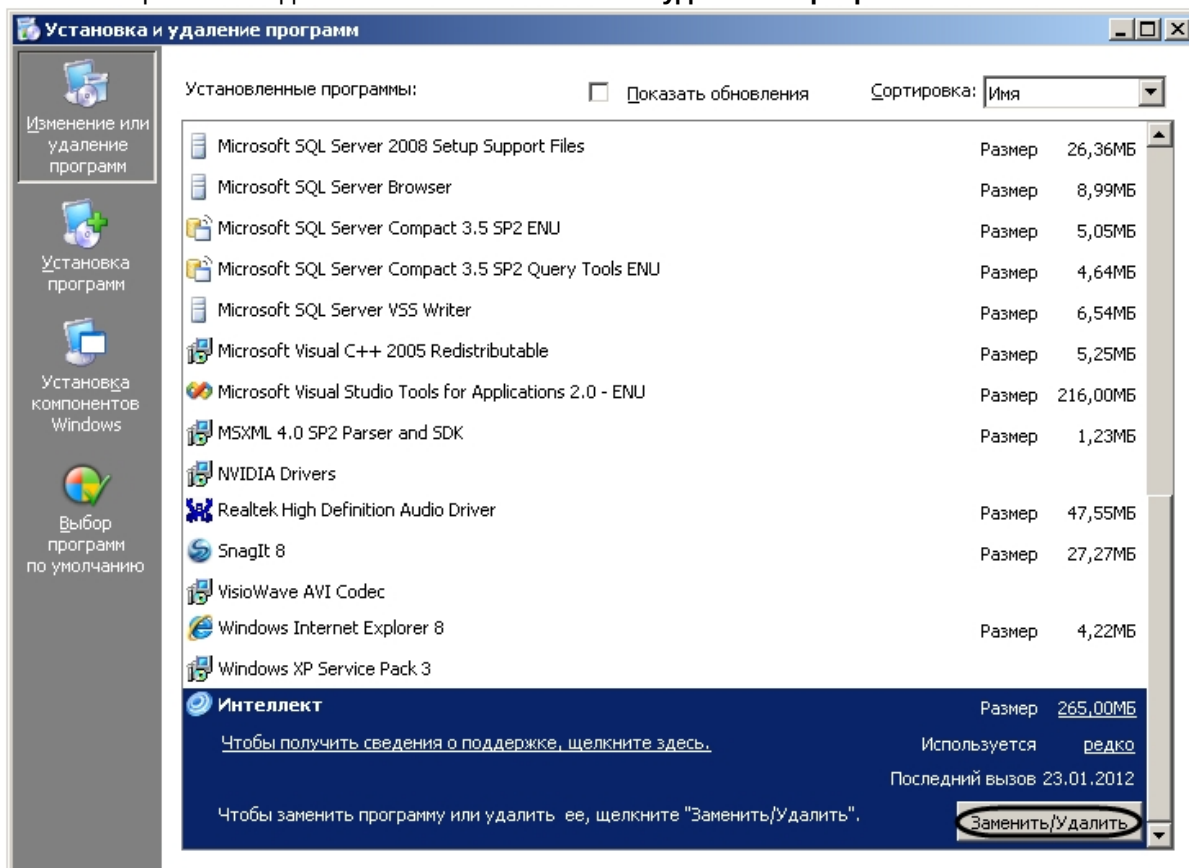 Установка и удаление программ
Изменение или
удаление
программ
Установка
программ
Установка
компонентов
Windows
Выбор
программ
по умолчанию
Установленные программы:
Показать обновления
Сортировка: Имя
Microsoft SQL Server 2008 Setup Support Files Размер 26,36МБ
Microsoft SQL Server Browser Размер 8,99МБ
Microsoft SQL Server Compact 3.5 SP2 ENU Размер 5,05МБ
Microsoft SQL Server Compact 3.5 SP2 Query Tools ENU Размер 4,64МБ
Microsoft SQL Server VSS Writer Размер 6,54МБ
Microsoft Visual C++ 2005 Redistributable Размер 5,25МБ
Microsoft Visual Studio Tools for Applications 2.0 - ENU Размер 216,00МБ
MSXML 4.0 SP2 Parser and SDK Размер 1,23МБ
NVIDIA Drivers
Realtek High Definition Audio Driver Размер 47,55МБ
SnagIt 8 Размер 27,27МБ
VisioWave AVI Codec
Windows Internet Explorer 8 Размер 4,22МБ
Windows XP Service Pack 3
Интеллект Размер 265,00МБ
Чтобы получить сведения о поддержке, щелкните здесь. Используется редко
Последний вызов 23.01.2012
Чтобы заменить программу или удалить ее, щелкните "Заменить/Удалить". Заменить/Удалить